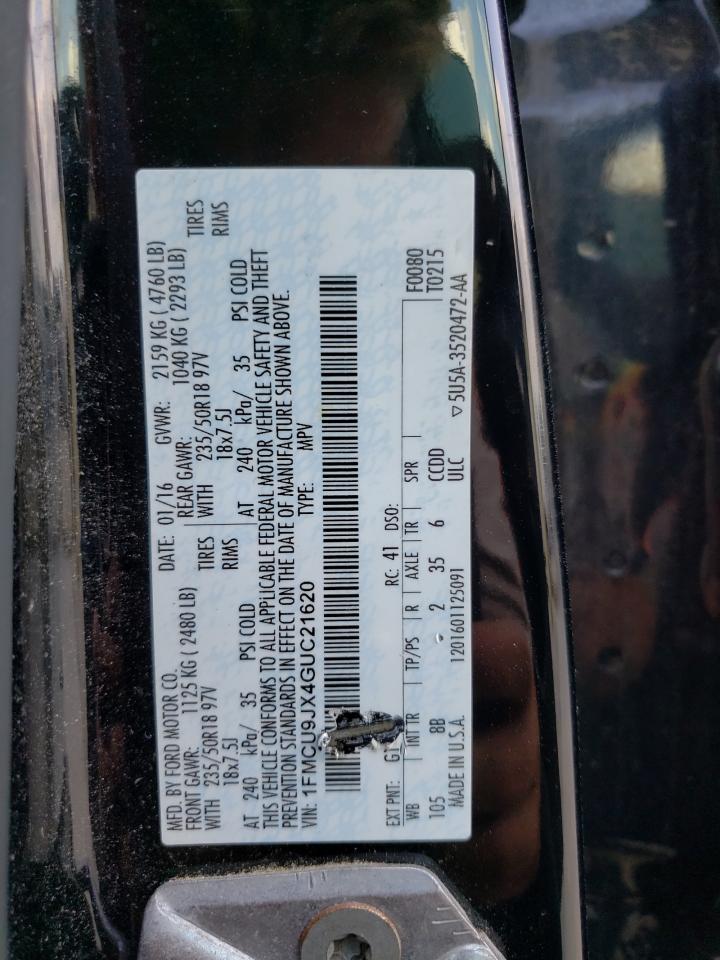 MFD. BY FORD MOTOR CO. DATE: 01/16 GVWR: 2159 KG ( 4760 LB)
FRONT GAWR: 1125 KG ( 2480 LB) REAR GAWR: 1040 KG ( 2293 LB)
WITH 235/50R18 97V TIRES WITH 235/50R18 97V TIRES
18x7.5J RIMS 18x7.5J RIMS
AT 240 kPa/ 35 PSI COLD AT 240 kPa/ 35 PSI COLD
THIS VEHICLE CONFORMS TO ALL APPLICABLE FEDERAL MOTOR VEHICLE SAFETY AND THEFT
PREVENTION STANDARDS IN EFFECT ON THE DATE OF MANUFACTURE SHOWN ABOVE.
VIN: 1FMCU9JX4GUC21620 TYPE: MPV
EXT PNT: RC: 41 DSO: F0080
WB INT TR TP/PS R AXLE TR SPR T0215
105 8B 2 35 6 CCDD
MADE IN U.S.A. 1201601125091 ULC ▽5U5A-3520472-AA